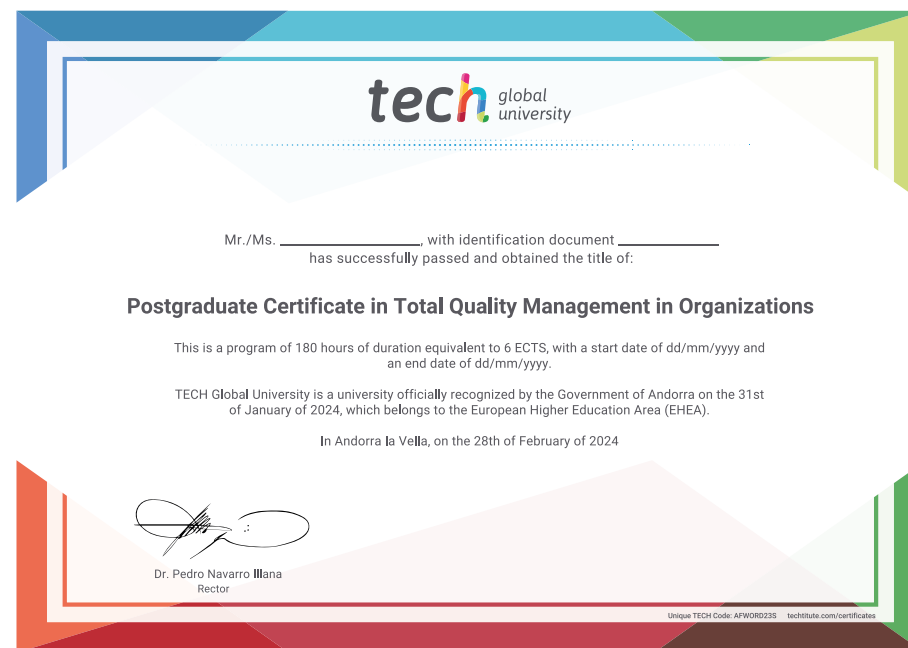 tech global
university
Mr./Ms. ____________________, with identification document ______________
has successfully passed and obtained the title of:
Postgraduate Certificate in Total Quality Management in Organizations
This is a program of 180 hours of duration equivalent to 6 ECTS, with a start date of dd/mm/yyyy and
an end date of dd/mm/yyyy.
TECH Global University is a university officially recognized by the Government of Andorra on the 31st
of January of 2024, which belongs to the European Higher Education Area (EHEA).
In Andorra la Vella, on the 28th of February of 2024
Dr. Pedro Navarro Illana
Rector
Unique TECH Code: AFWORD23S techtitute.com/certificates